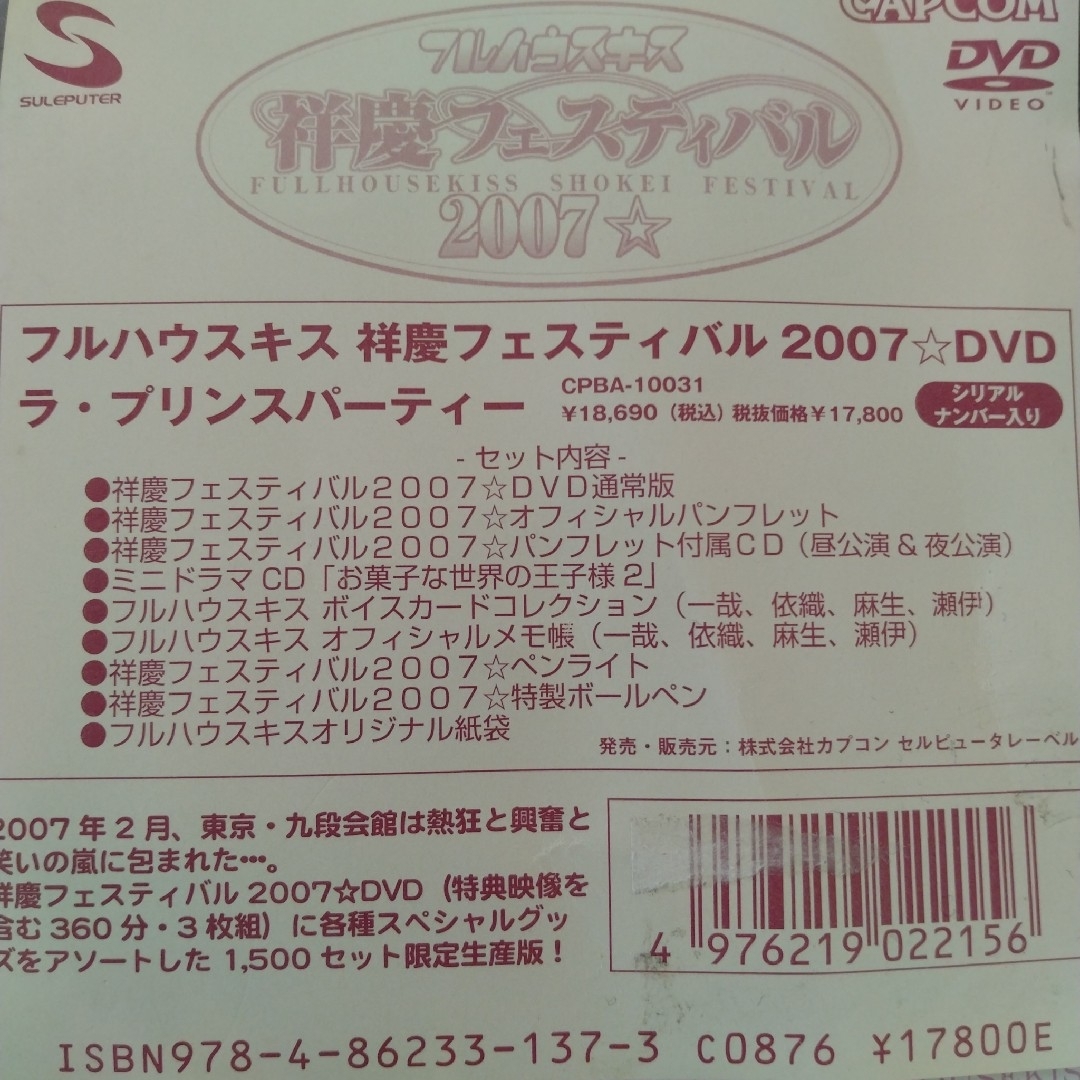 CAPCOM
SULEPUTER
DVD
VIDEO
フルハウスキス
祥慶フェスティバル
FULLHOUSEKISS SHOKEI FESTIVAL
2007☆
フルハウスキス 祥慶フェスティバル 2007☆DVD
ラ・プリンスパーティー
CPBA-10031
¥18,690(税込)税抜価格¥17,800
シリアル
ナンバー入り
- セット内容 -
●祥慶フェスティバル2007☆DVD通常版
●祥慶フェスティバル2007☆オフィシャルパンフレット
●祥慶フェスティバル2007☆パンフレット付属CD(昼公演&夜公演)
●ミニドラマCD「お菓子な世界の王子様2」
●フルハウスキス ボイスカードコレクション(一哉、依織、麻生、瀬伊)
●フルハウスキス オフィシャルメモ帳(一哉、依織、麻生、瀬伊)
●祥慶フェスティバル2007☆ペンライト
●祥慶フェスティバル2007☆特製ボールペン
●フルハウスキスオリジナル紙袋
発売・販売元:株式会社カプコン セルピュータレーベル
2007年2月、東京・九段会館は熱狂と興奮と
笑いの嵐に包まれた…。
祥慶フェスティバル 2007☆DVD(特典映像を
含む360分・3枚組)に各種スペシャルグッ
ズをアソートした 1,500 セット限定生産版!
4 976219 022156
ISBN978-4-86233-137-3 C0876 ¥17800E